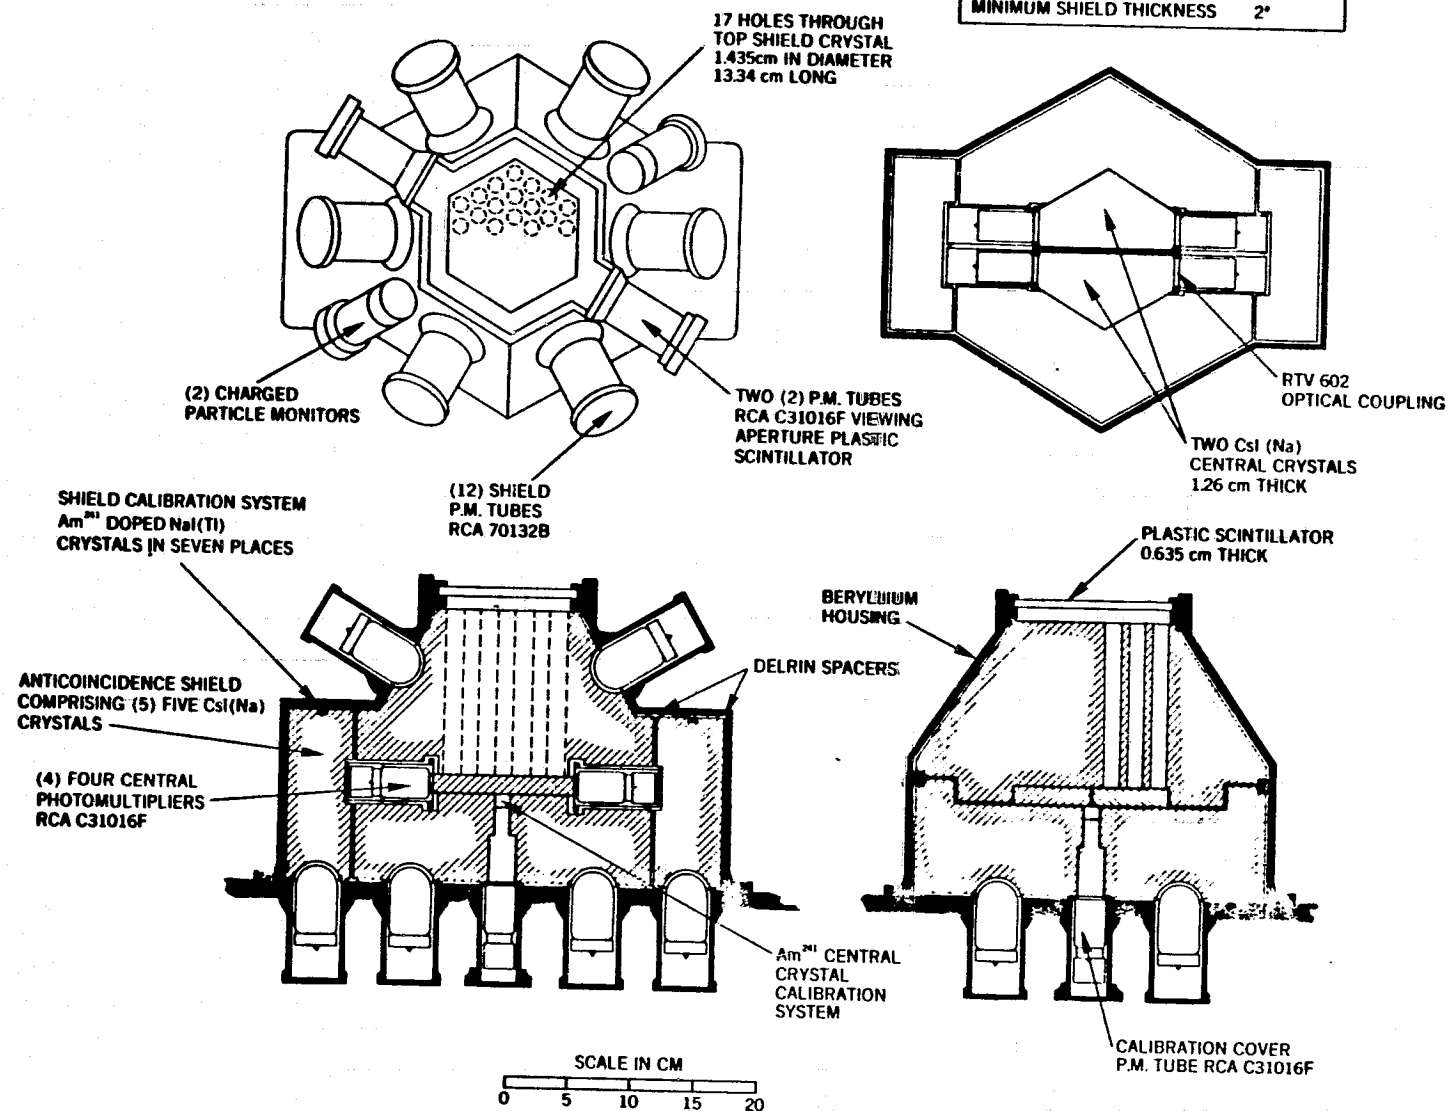 MINIMUM SHIELD THICKNESS 2"
17 HOLES THROUGH
TOP SHIELD CRYSTAL
1.435cm IN DIAMETER
13.34 cm LONG
(2) CHARGED
PARTICLE MONITORS
TWO (2) P.M. TUBES
RCA C31016F VIEWING
APERTURE PLASTIC
SCINTILLATOR
(12) SHIELD
P.M. TUBES
RCA 70132B
RTV 602
OPTICAL COUPLING
TWO CsI (Na)
CENTRAL CRYSTALS
1.26 cm THICK
SHIELD CALIBRATION SYSTEM
Am²⁴¹ DOPED NaI(Tl)
CRYSTALS IN SEVEN PLACES
PLASTIC SCINTILLATOR
0.635 cm THICK
BERYLLIUM
HOUSING
DELRIN SPACERS
ANTICOINCIDENCE SHIELD
COMPRISING (5) FIVE CsI(Na)
CRYSTALS
(4) FOUR CENTRAL
PHOTOMULTIPLIERS
RCA C31016F
Am²⁴¹ CENTRAL
CRYSTAL
CALIBRATION
SYSTEM
CALIBRATION COVER
P.M. TUBE RCA C31016F
SCALE IN CM
0 5 10 15 20